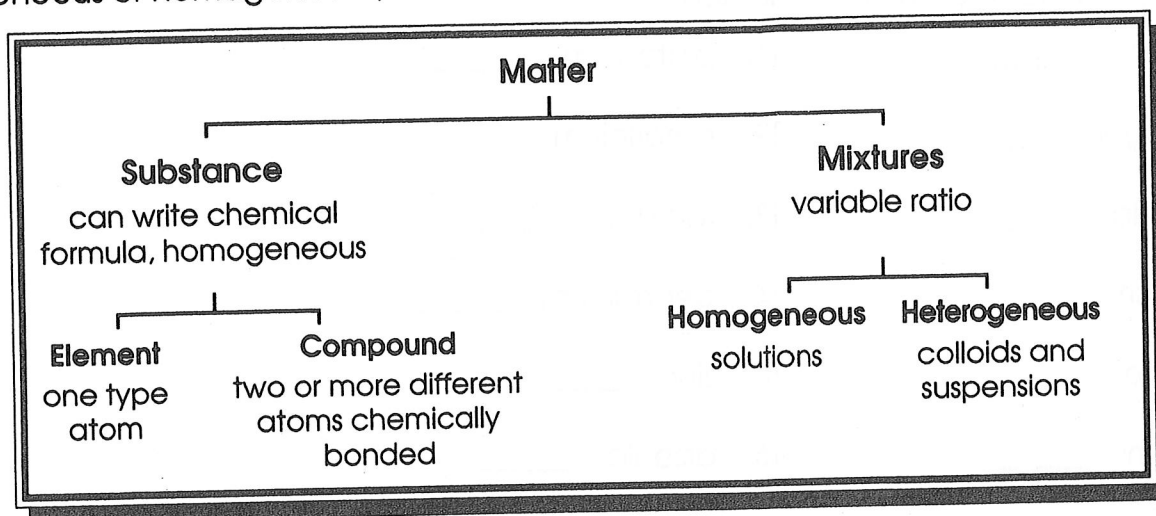 Matter
Substance
can write chemical
formula, homogeneous
Mixtures
variable ratio
Element
one type
atom
Compound
two or more different
atoms chemically
bonded
Homogeneous
solutions
Heterogeneous
colloids and
suspensions